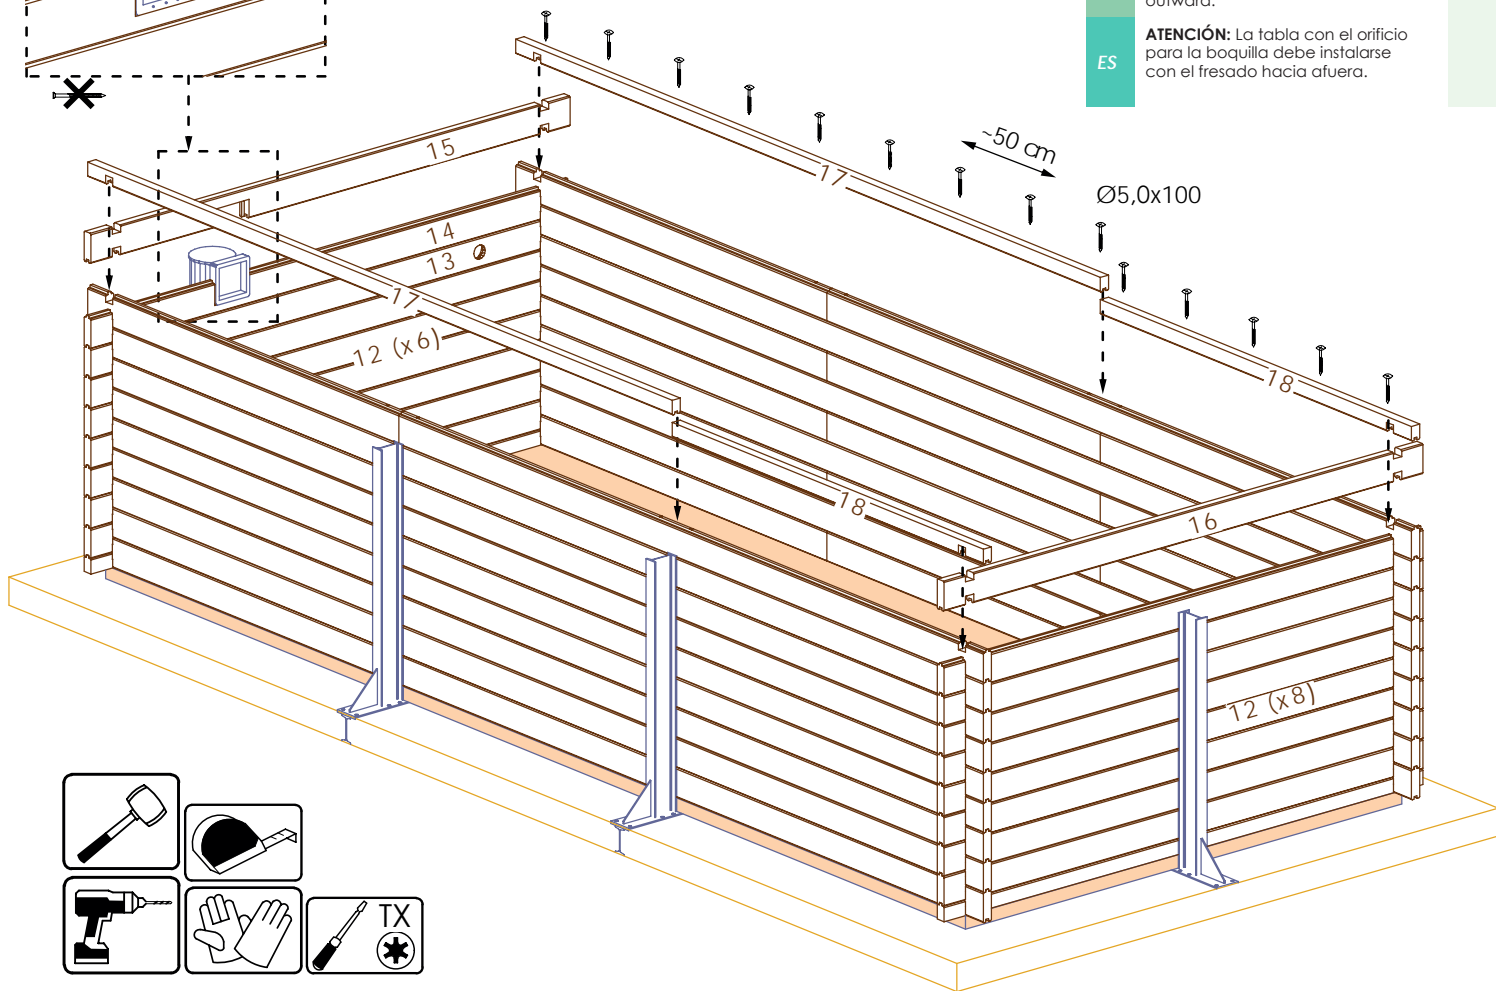 outward.
ES
ATENCIÓN: La tabla con el orificio
para la boquilla debe instalarse
con el fresado hacia afuera.
~50 cm
Ø5,0x100
15
17
14
13
17
12 (x6)
18
18
16
12 (x8)
TX